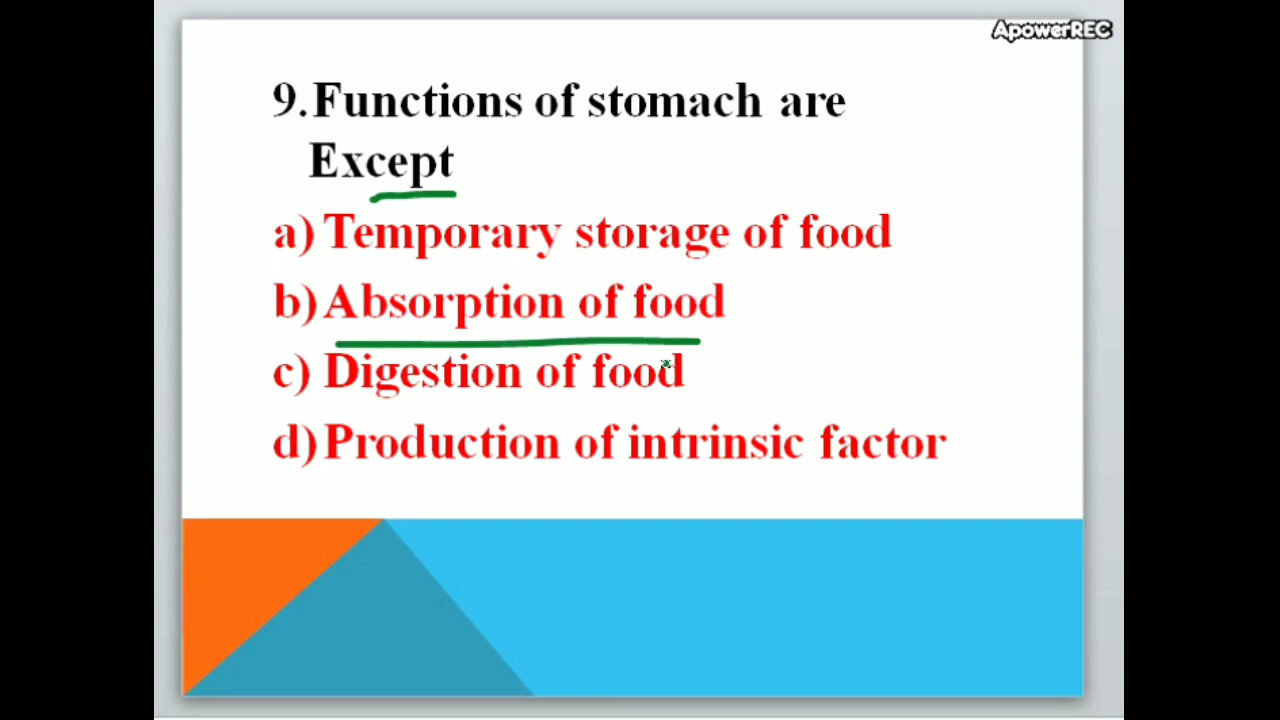 ApowerREC
9.Functions of stomach are
Except
a) Temporary storage of food
b) Absorption of food
c) Digestion of food
d) Production of intrinsic factor